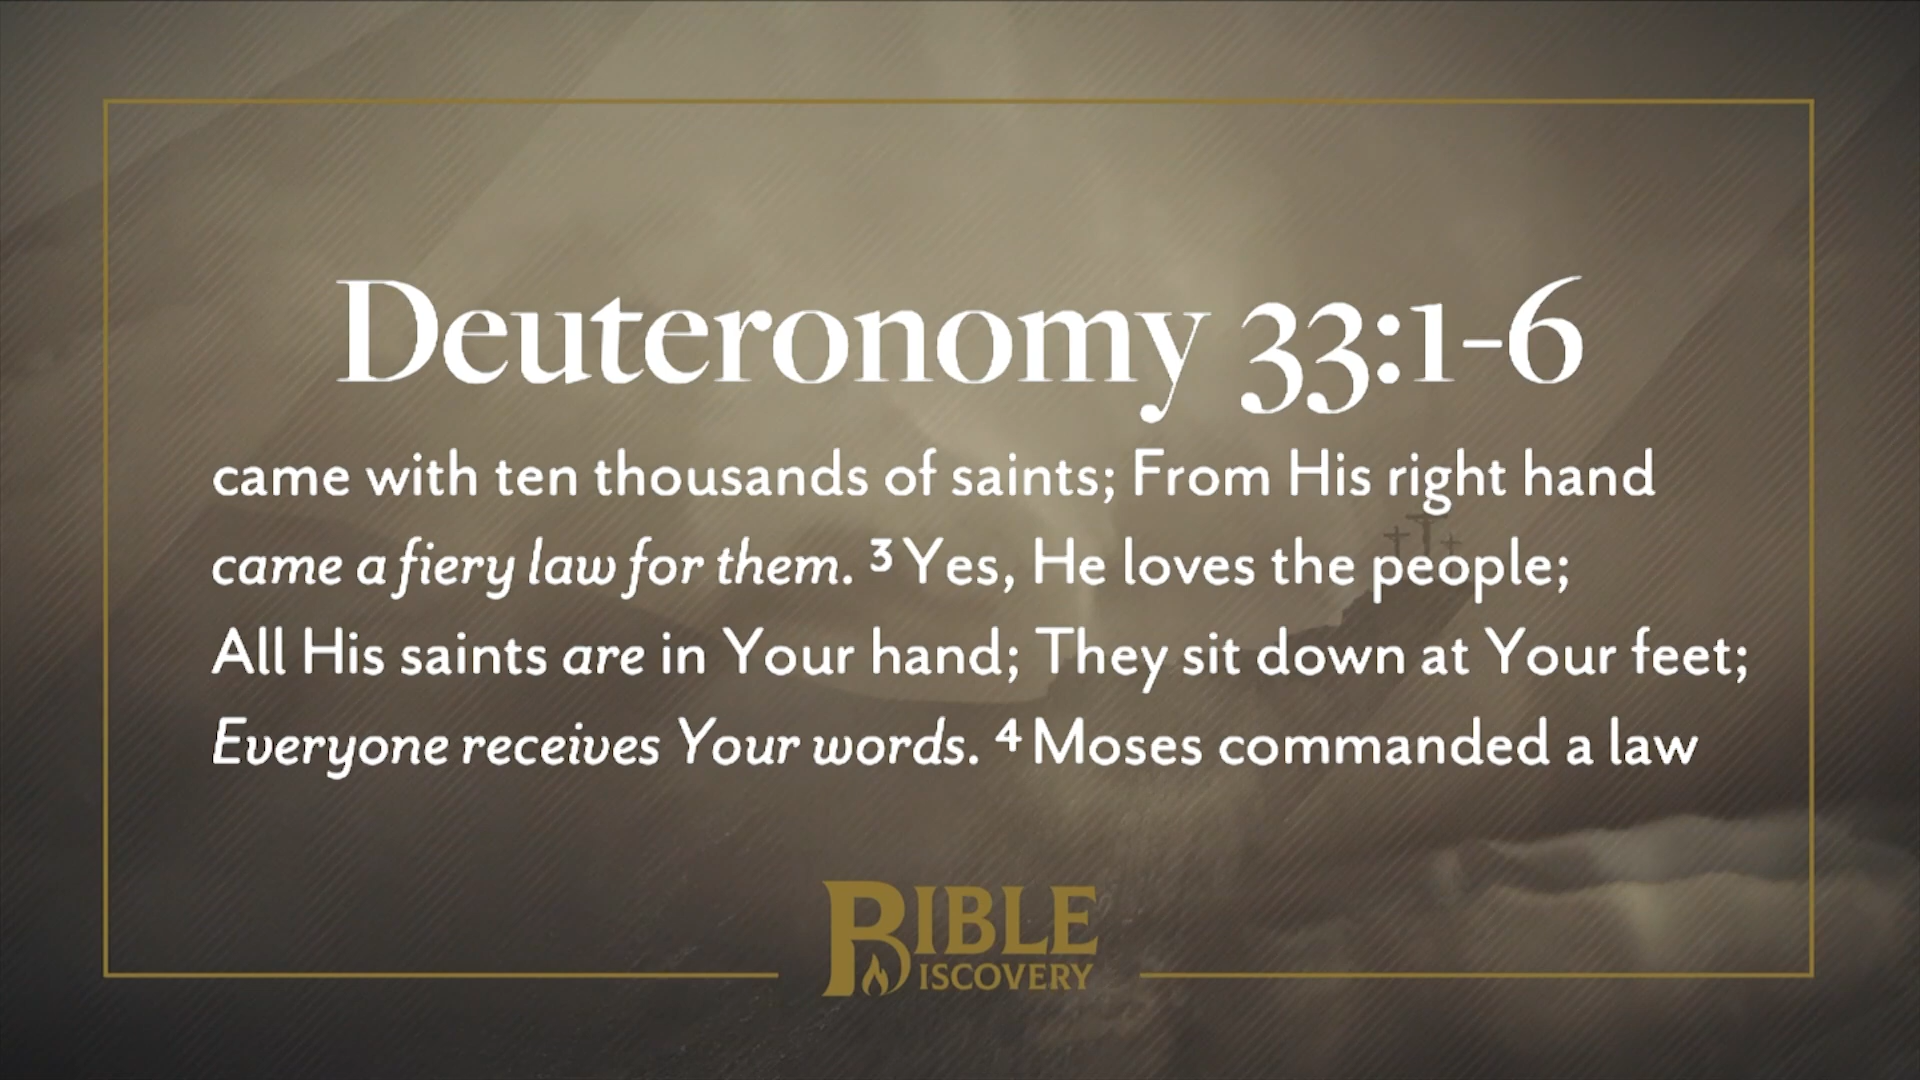 Deuteronomy 33:1-6
came with ten thousands of saints; From His right hand
came a fiery law for them. 3 Yes, He loves the people;
All His saints are in Your hand; They sit down at Your feet;
Everyone receives Your words. 4 Moses commanded a law
BIBLE
DISCOVERY